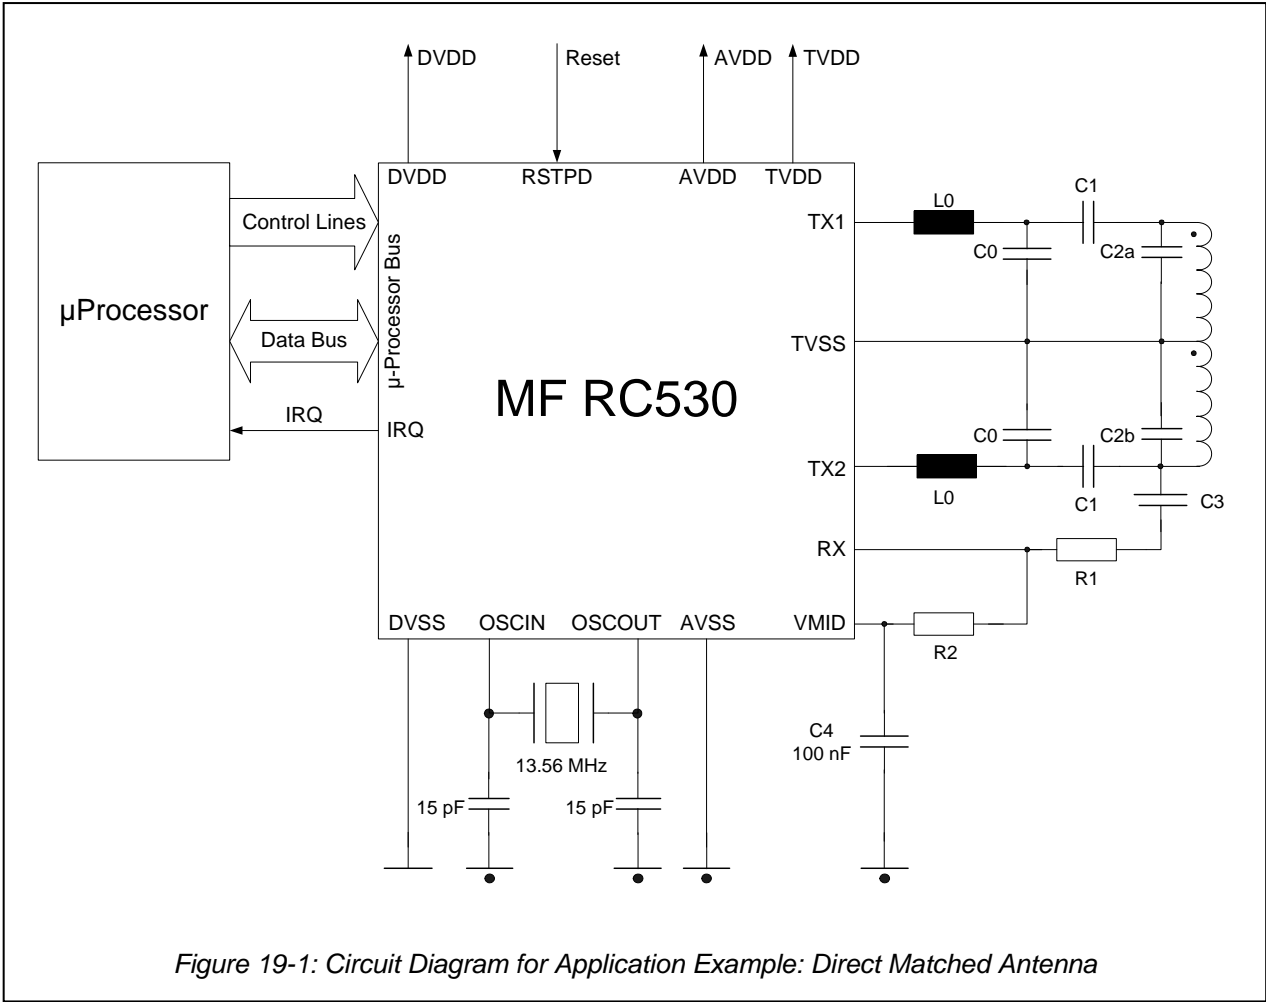 DVDD
Reset
AVDD
TVDD
DVDD
RSTPD
AVDD
TVDD
Control Lines
µ-Processor Bus
µProcessor
Data Bus
IRQ
IRQ
MF RC530
TX1
L0
C1
C0
C2a
TVSS
C0
C2b
TX2
L0
C1
C3
RX
R1
DVSS
OSCIN
OSCOUT
AVSS
VMID
R2
13.56 MHz
15 pF
15 pF
C4
100 nF
Figure 19-1: Circuit Diagram for Application Example: Direct Matched Antenna